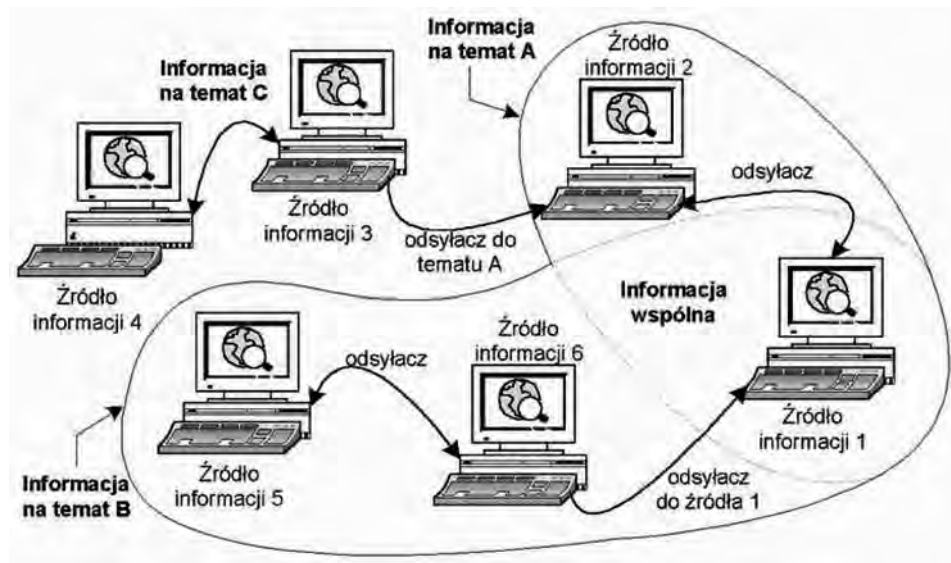 Informacja
na temat A
Źródło
informacji 2
Informacja
na temat C
odsyłacz
Źródło
informacji 3
odsyłacz do
tematu A
Źródło
informacji 4
Informacja
wspólna
Źródło
informacji 6
odsyłacz
Źródło
informacji 1
Źródło
informacji 5
odsyłacz
do źródła 1
Informacja
na temat B